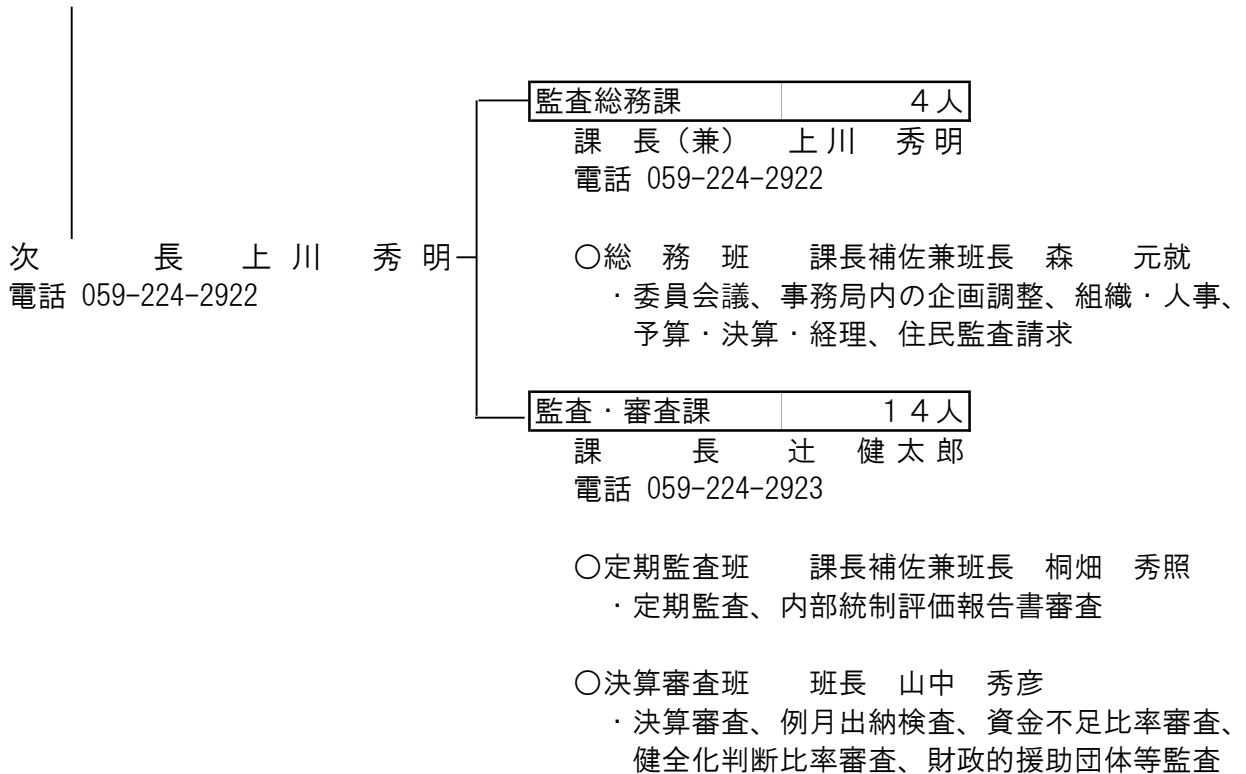 監査総務課 4人
課 長（兼） 上川 秀明
電話 059-224-2922
次 長 上川 秀明
電話 059-224-2922
○総 務 班 課長補佐兼班長 森 元就
・委員会議、事務局内の企画調整、組織・人事、
予算・決算・経理、住民監査請求
監査・審査課 14人
課 長 辻 健太郎
電話 059-224-2923
○定期監査班 課長補佐兼班長 桐畑 秀照
・定期監査、内部統制評価報告書審査
○決算審査班 班長 山中 秀彦
・決算審査、例月出納検査、資金不足比率審査、
健全化判断比率審査、財政的援助団体等監査